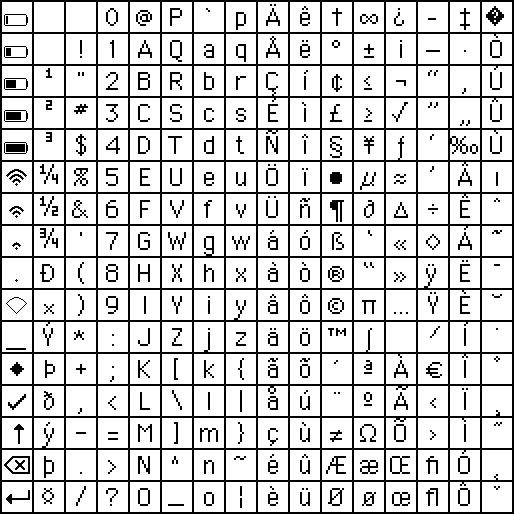 0 @ P ` p Ä ê † ∞ ¿ – ‡ �
! 1 A Q a q Å ë ° ± ¡ — · Ò
¹ " 2 B R b r Ç í ¢ ≤ ¬ “ ‚ Ú
² # 3 C S c s É ì £ ≥ √ ” „ Û
³ $ 4 D T d t Ñ î § ¥ ƒ ‘ ‰ Ù
¼ % 5 E U e u Ö ï ● µ ≈ ’ Â ı
½ & 6 F V f v Ü ñ ¶ ∂ ∆ ÷ Ê ˆ
¾ ' 7 G W g w á ó ß ‛ « ◊ Á ˜
Ð ( 8 H X h x à ò ® ‟ » ÿ Ë ¯
× ) 9 I Y i y â ô © π … Ÿ È ˘
_ Ý * : J Z j z ä ö ™ ∫ ⁄ Í ˙
◆ Þ + ; K [ k { ã õ ´ ª À € Î ˚
✓ ð , < L \ l | å ú ¨ º Ã ‹ Ï ¸
↑ ý - = M ] m } ç ù ≠ Ω Õ › Ì ˝
⌫ þ . > N ^ n ~ é û Æ æ Œ ﬁ Ó ˛
↵ ¤ / ? O _ o ¦ è ü Ø ø œ ﬂ Ô ˇ